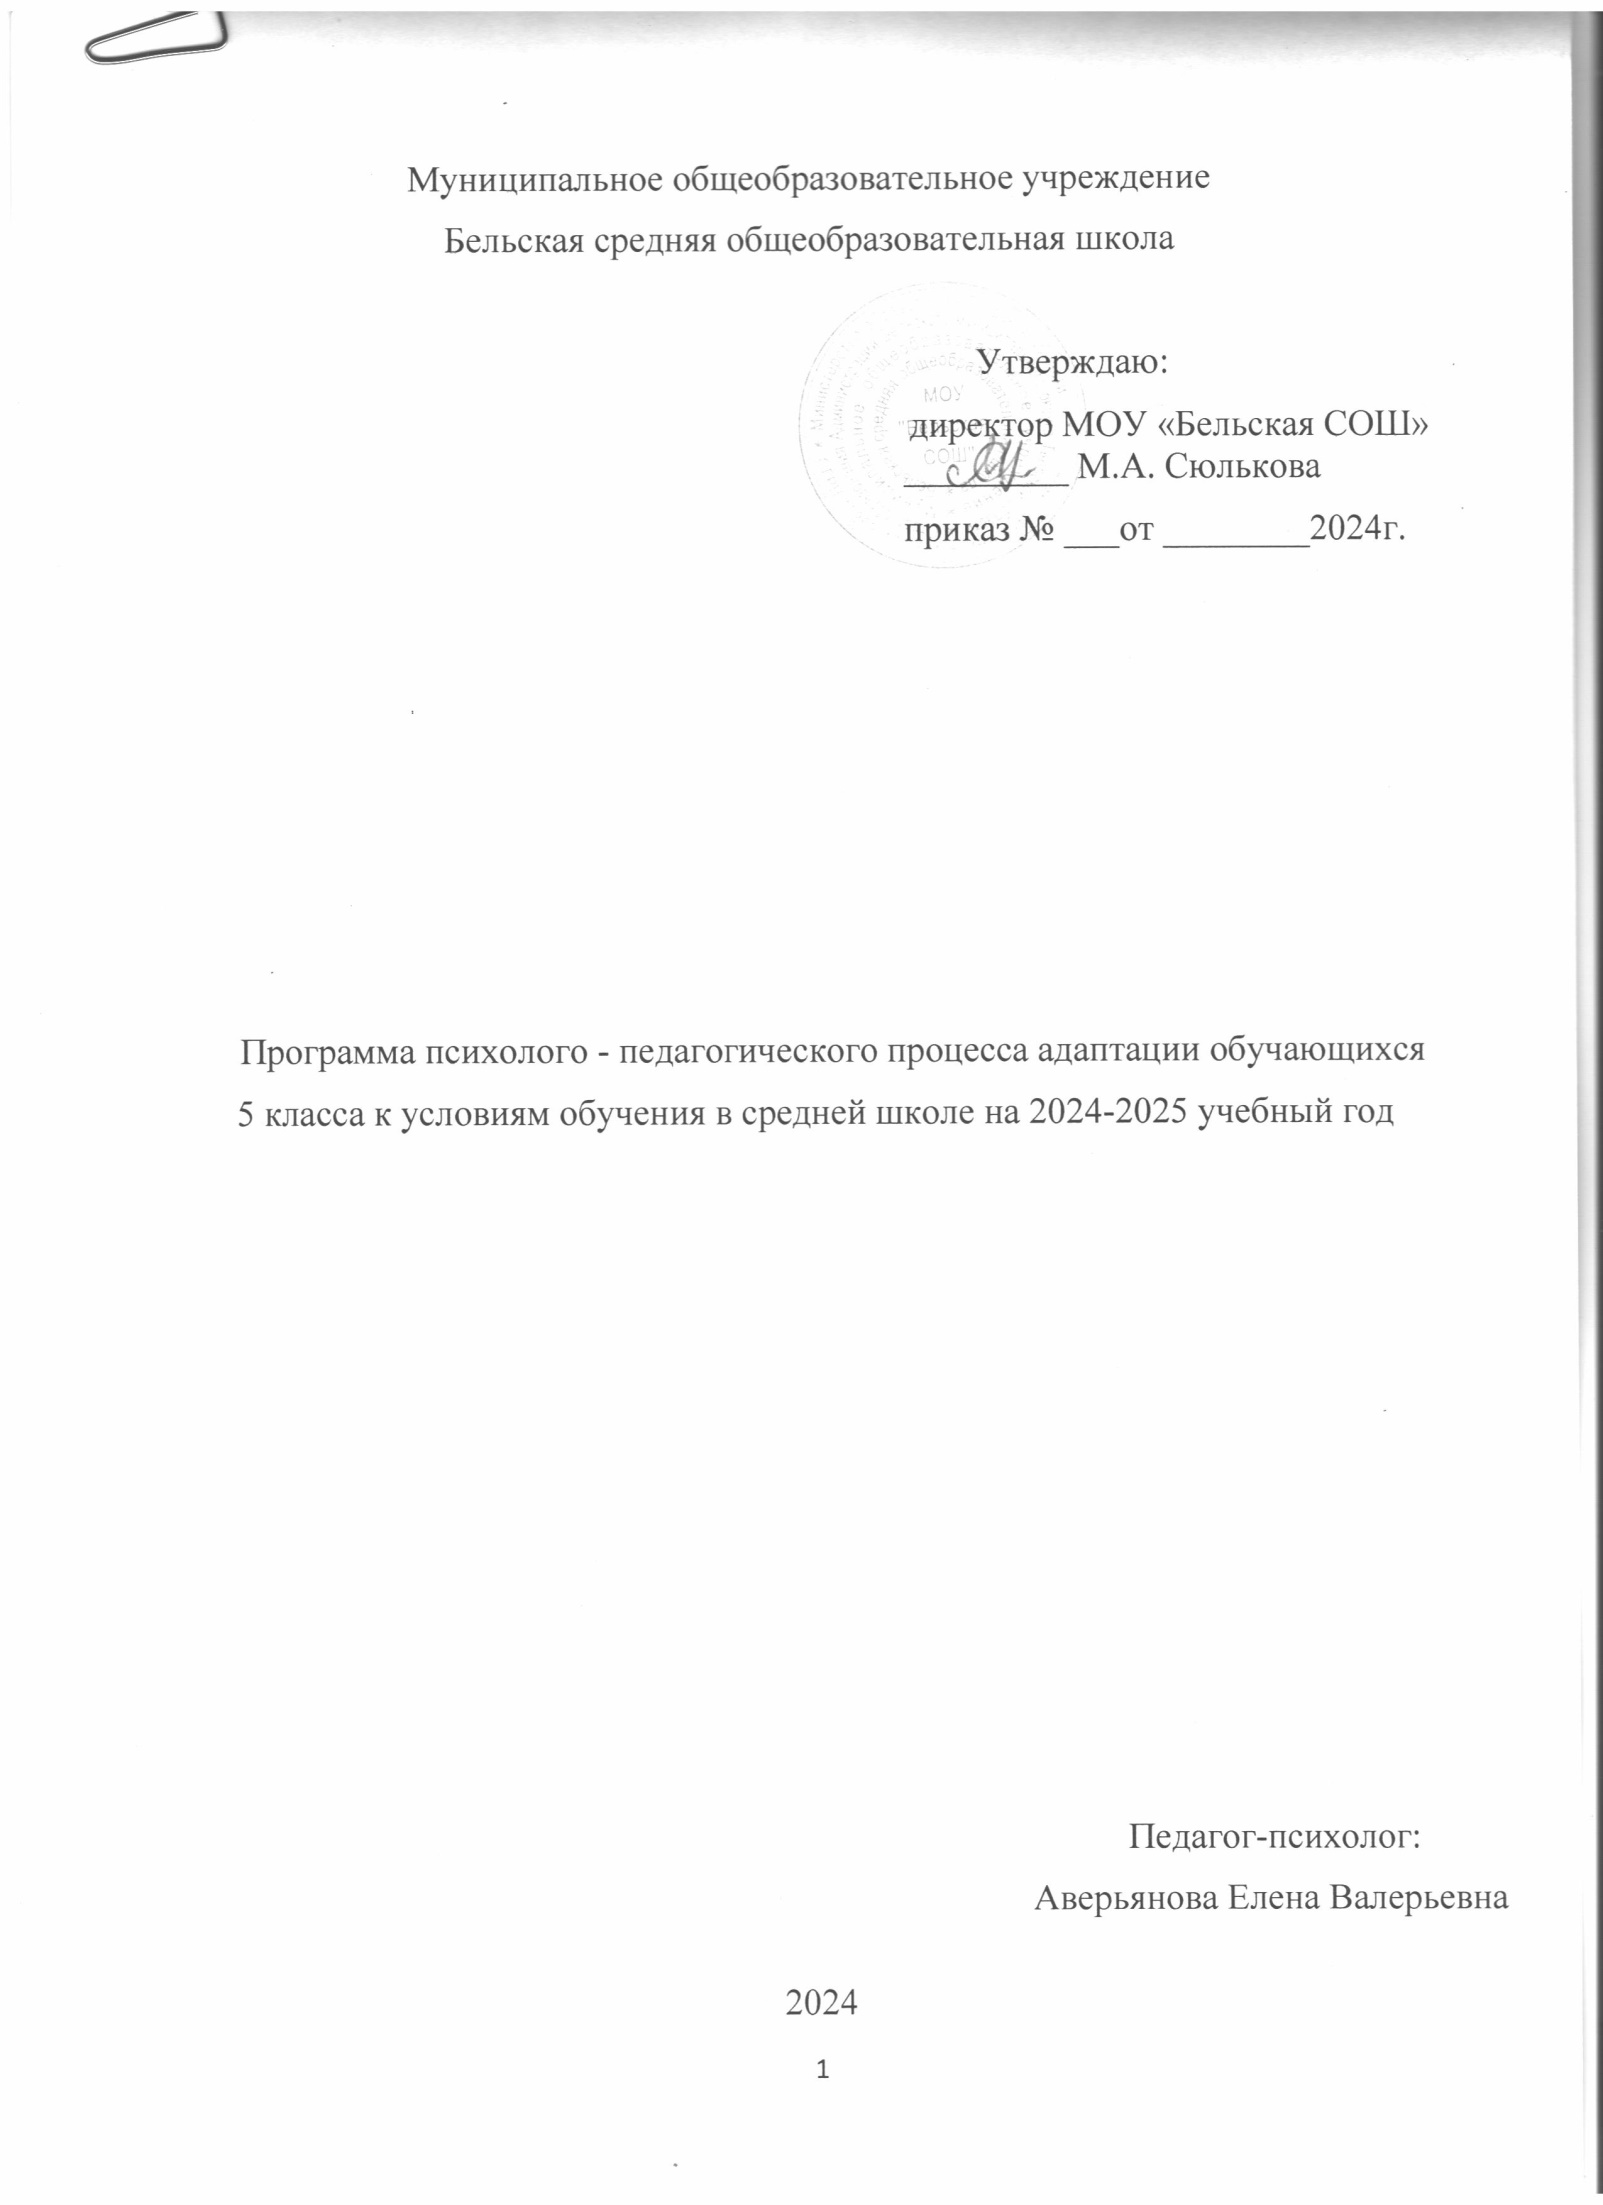 Муниципальное общеобразовательное учреждение
Бельская средняя общеобразовательная школа
Утверждаю:
МОУ
директор МОУ «Бельская СОШ»
СОШ"
_________ М.А. Сюлькова
приказ № ___от ________2024г.
Программа психолого - педагогического процесса адаптации обучающихся
5 класса к условиям обучения в средней школе на 2024-2025 учебный год
Педагог-психолог:
Аверьянова Елена Валерьевна
2024
1